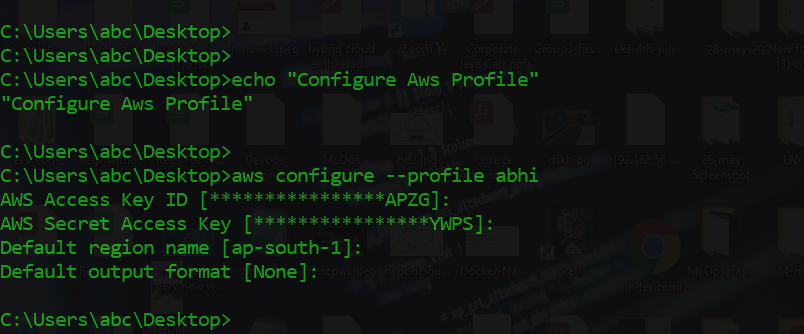 C:\Users\abc\Desktop>
C:\Users\abc\Desktop>
C:\Users\abc\Desktop>echo "Configure Aws Profile"
"Configure Aws Profile"
C:\Users\abc\Desktop>
C:\Users\abc\Desktop>aws configure --profile abhi
AWS Access Key ID [****************APZG]:
AWS Secret Access Key [****************YWPS]:
Default region name [ap-south-1]:
Default output format [None]:
C:\Users\abc\Desktop>